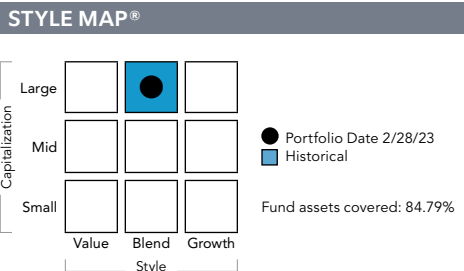 STYLE MAP®
Capitalization
Large
Mid
Small
Value Blend Growth
Style
Portfolio Date 2/28/23
Historical
Fund assets covered: 84.79%